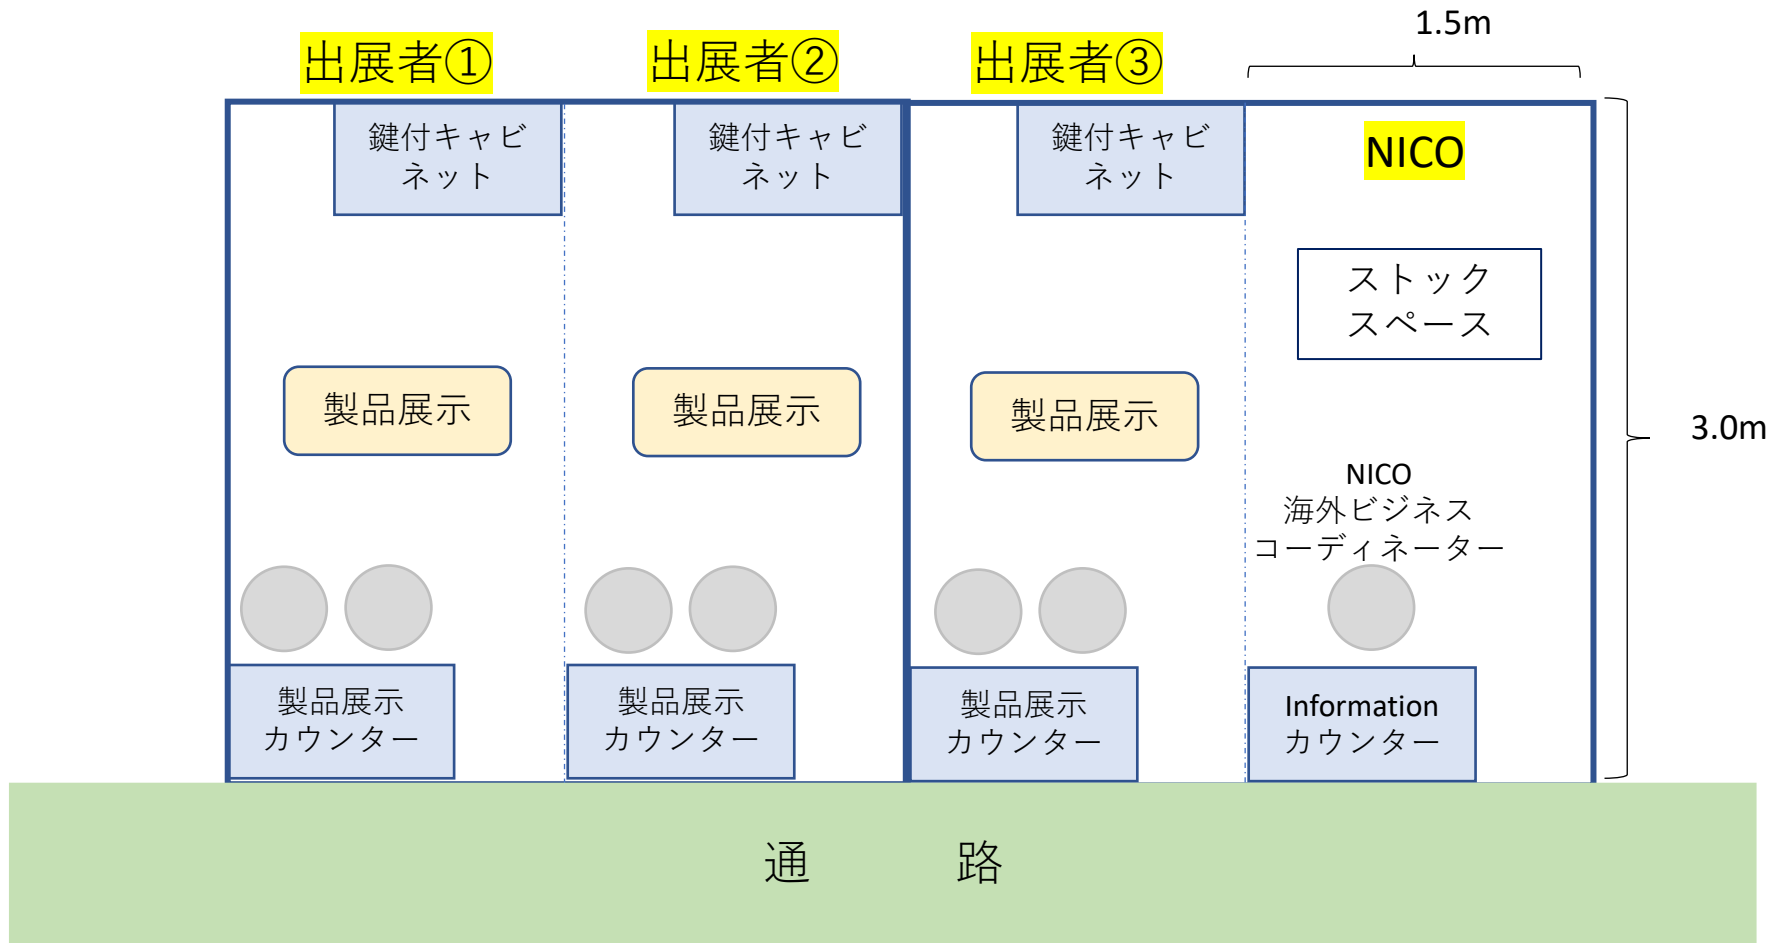 1.5m
出展者①
出展者②
出展者③
鍵付キャビ
ネット
鍵付キャビ
ネット
鍵付キャビ
ネット
NICO
ストック
スペース
製品展示
製品展示
製品展示
3.0m
NICO
海外ビジネス
コーディネーター
製品展示
カウンター
製品展示
カウンター
製品展示
カウンター
Information
カウンター
通 路